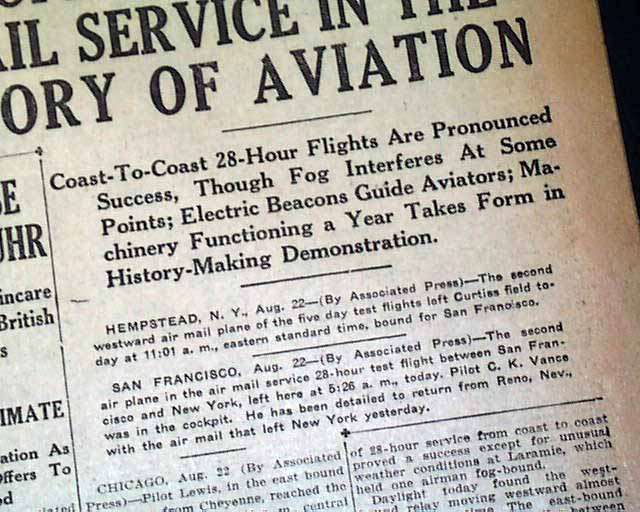 SERVICE IN THE
ORY OF AVIATION
Coast-To-Coast 28-Hour Flights Are Pronounced
Success, Though Fog Interferes At Some
Points; Electric Beacons Guide Aviators; Ma-
chinery Functioning a Year Takes Form in
History-Making Demonstration.
HEMPSTEAD, N. Y., Aug. 22—(By Associated Press)—The second
westward air mail plane of the five day test flights left Curtiss field to-
day at 11:01 a. m., eastern standard time, bound for San Francisco.
SAN FRANCISCO, Aug. 22—(By Associated Press)—The second
air plane in the air mail service 28-hour test flight between San Fran-
cisco and New York, left here at 5:26 a. m., today. Pilot C. K. Vance
was in the cockpit. He has been detailed to return from Reno, Nev.,
with the air mail that left New York yesterday.
CHICAGO, Aug. 22 (By Associated
Press)—Pilot Lewis, in the east bound
from Cheyenne, reached the
m. central
of 28-hour service from coast to coast
proved a success except for unusual
weather conditions at Laramie, which
held one airman fog-bound.
Daylight today found the west-
bound relay moving westward almost
time. The east-bound
between
UHR
incare
British
s
IMATE
ation As
ffers To
d